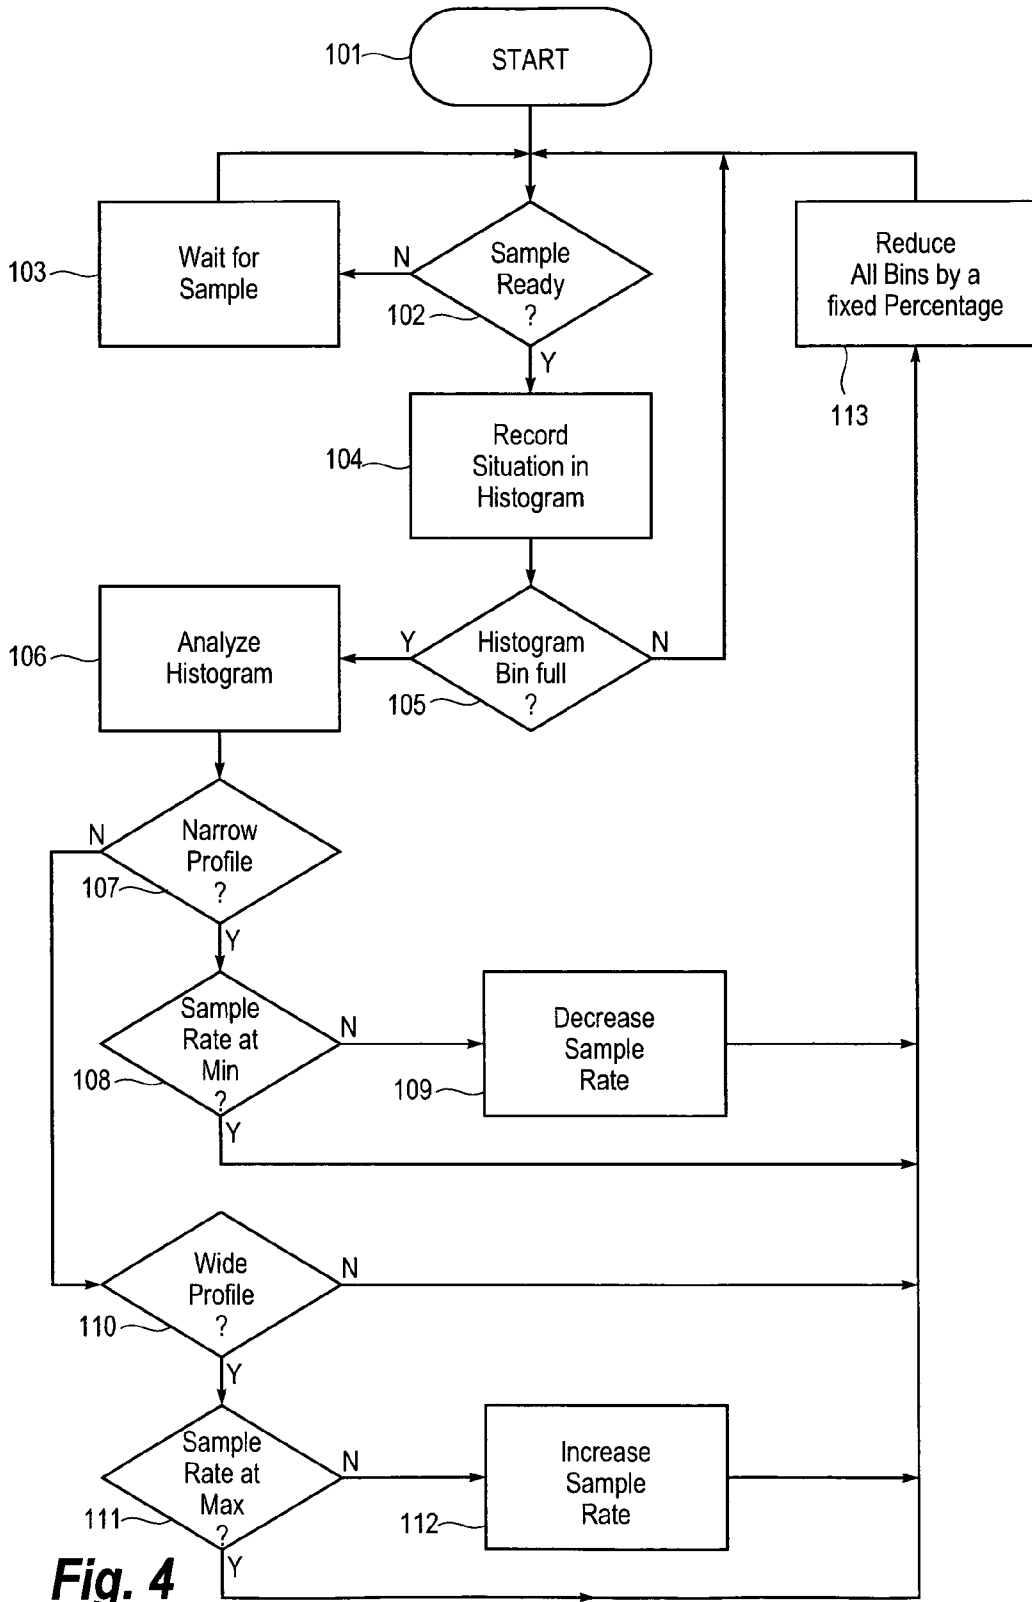 101
START
103
Wait for
Sample
N
Sample
Ready
?
102
Y
Reduce
All Bins by a
fixed Percentage
113
104
Record
Situation in
Histogram
106
Analyze
Histogram
Y
Histogram
Bin full
?
105
N
N
Narrow
Profile
?
107
Y
Sample
Rate at
Min
?
108
N
Y
Decrease
Sample
Rate
109
Wide
Profile
?
110
N
Y
Sample
Rate at
Max
?
111
N
Y
Increase
Sample
Rate
112
Fig. 4